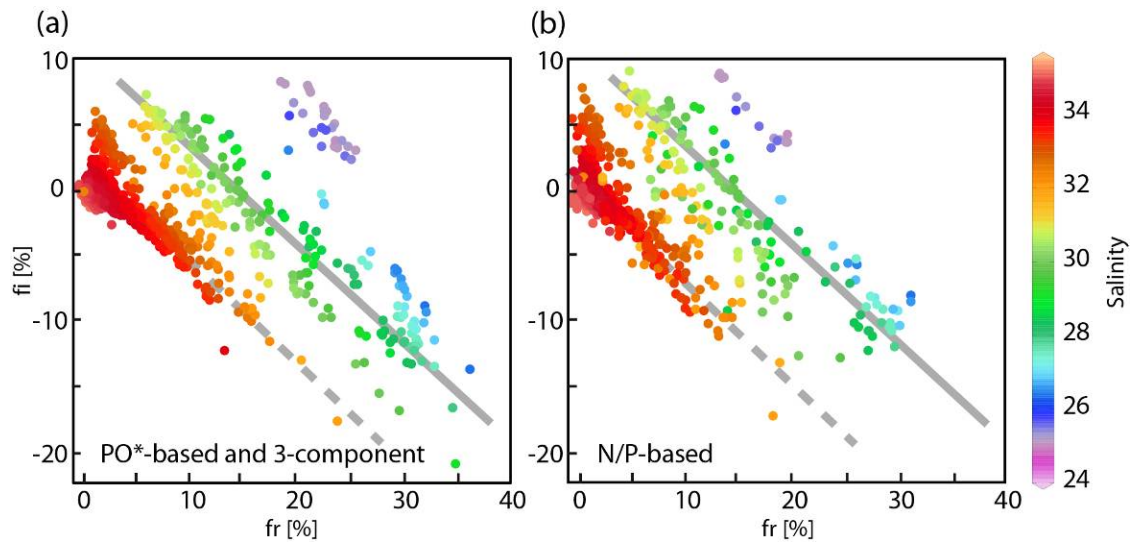 (a)
10
0
-10
-20
fi [%]
PO*-based and 3-component
0 10 20 30 40
fr [%]
(b)
10
0
-10
-20
fi [%]
N/P-based
0 10 20 30 40
fr [%]
34
32
30
28
26
24
Salinity